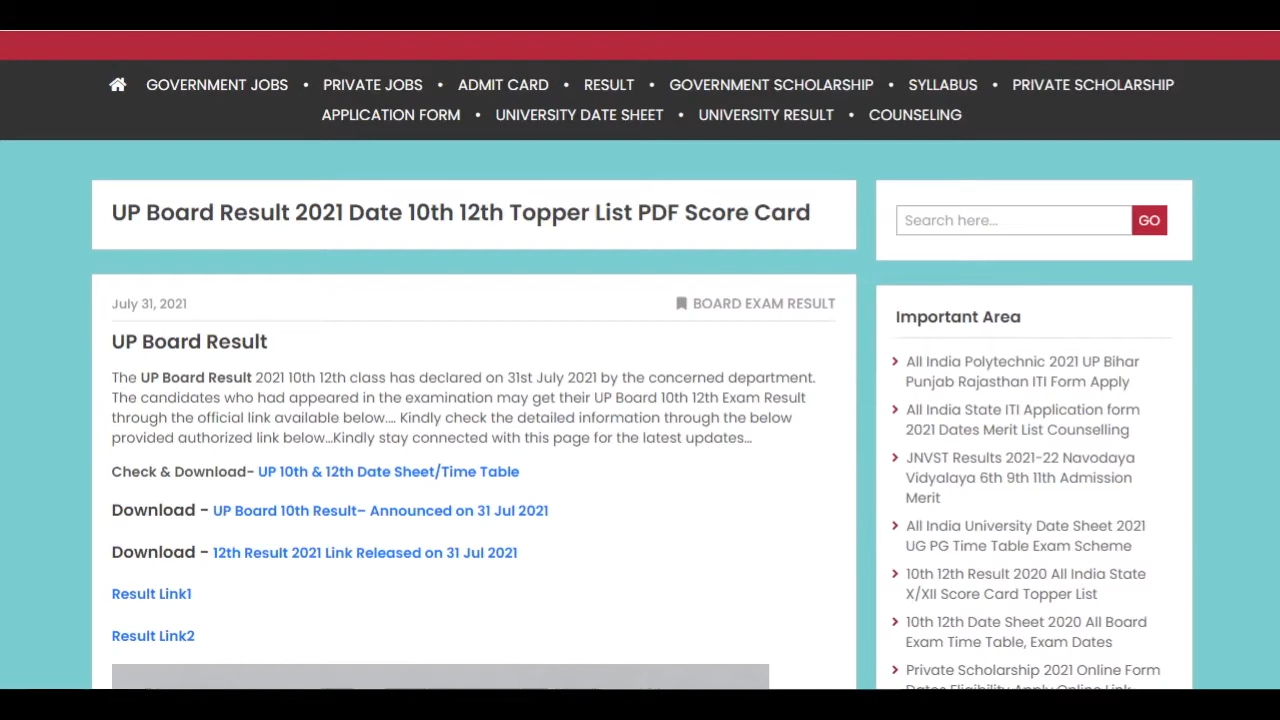 GOVERNMENT JOBS • PRIVATE JOBS • ADMIT CARD • RESULT • GOVERNMENT SCHOLARSHIP • SYLLABUS • PRIVATE SCHOLARSHIP
APPLICATION FORM • UNIVERSITY DATE SHEET • UNIVERSITY RESULT • COUNSELING
UP Board Result 2021 Date 10th 12th Topper List PDF Score Card
July 31, 2021
BOARD EXAM RESULT
UP Board Result
The UP Board Result 2021 10th 12th class has declared on 31st July 2021 by the concerned department.
The candidates who had appeared in the examination may get their UP Board 10th 12th Exam Result
through the official link available below.... Kindly check the detailed information through the below
provided authorized link below...Kindly stay connected with this page for the latest updates...
Check & Download- UP 10th & 12th Date Sheet/Time Table
Download - UP Board 10th Result– Announced on 31 Jul 2021
Download - 12th Result 2021 Link Released on 31 Jul 2021
Result Link1
Result Link2
Search here...
GO
Important Area
All India Polytechnic 2021 UP Bihar
Punjab Rajasthan ITI Form Apply
All India State ITI Application form
2021 Dates Merit List Counselling
JNVST Results 2021-22 Navodaya
Vidyalaya 6th 9th 11th Admission
Merit
All India University Date Sheet 2021
UG PG Time Table Exam Scheme
10th 12th Result 2020 All India State
X/XII Score Card Topper List
10th 12th Date Sheet 2020 All Board
Exam Time Table, Exam Dates
Private Scholarship 2021 Online Form
Dates Eligibility Apply Online Link